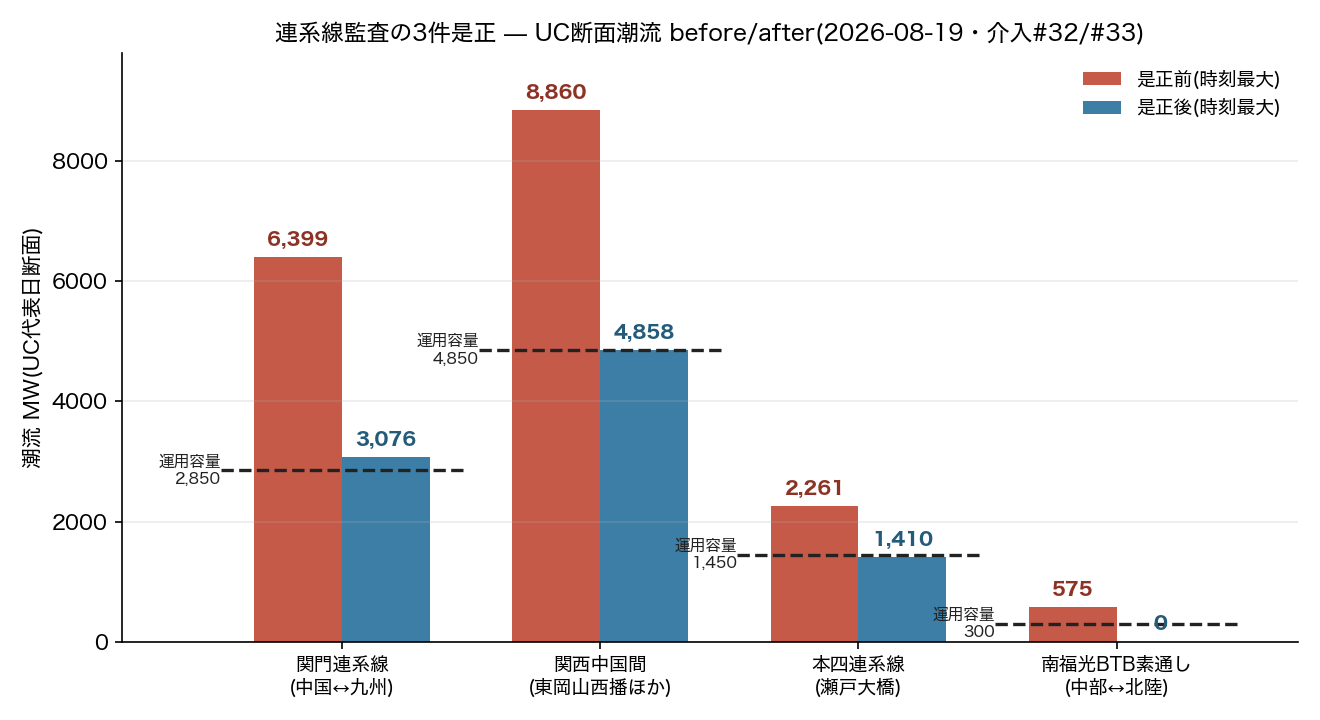 連系線監査の3件是正 — UC断面潮流 before/after(2026-08-19・介入#32/#33)
是正前(時刻最大)
是正後(時刻最大)
潮流 MW(UC代表日断面)
8000
6000
4000
2000
0
6,399
3,076
運用容量
2,850
8,860
4,858
運用容量
4,850
2,261
1,410
運用容量
1,450
575
0
運用容量
300
関門連系線
(中国↔九州)
関西中国間
(東岡山西播ほか)
本四連系線
(瀬戸大橋)
南福光BTB素通し
(中部↔北陸)